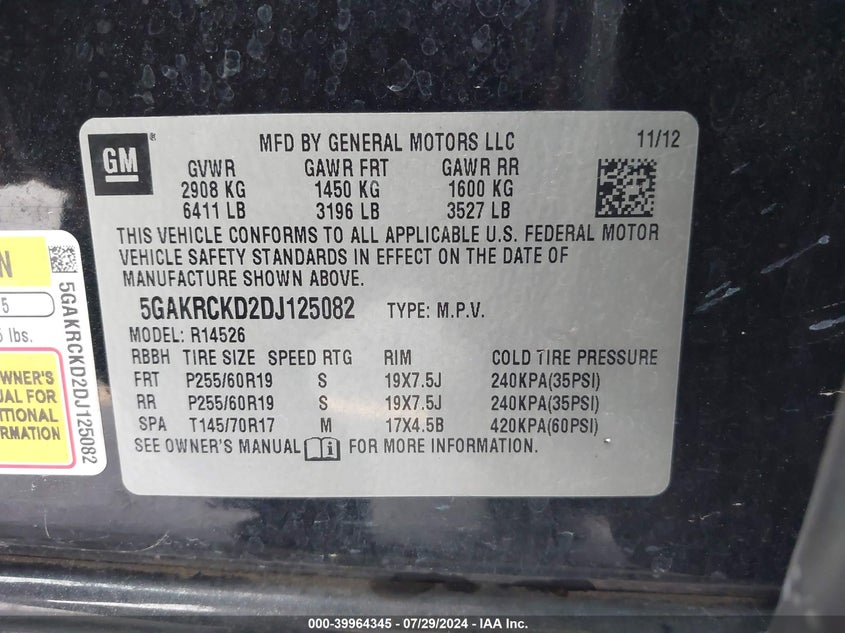 GM
MFD BY GENERAL MOTORS LLC 11/12
GVWR GAWR FRT GAWR RR
2908 KG 1450 KG 1600 KG
6411 LB 3196 LB 3527 LB
THIS VEHICLE CONFORMS TO ALL APPLICABLE U.S. FEDERAL MOTOR
VEHICLE SAFETY STANDARDS IN EFFECT ON THE DATE OF
MANUFACTURE SHOWN ABOVE.
5GAKRCKD2DJ125082 TYPE: M.P.V.
MODEL: R14526
RBBH TIRE SIZE SPEED RTG RIM COLD TIRE PRESSURE
FRT P255/60R19 S 19X7.5J 240KPA(35PSI)
RR P255/60R19 S 19X7.5J 240KPA(35PSI)
SPA T145/70R17 M 17X4.5B 420KPA(60PSI)
SEE OWNER'S MANUAL i FOR MORE INFORMATION.
N
5
lbs.
OWNER'S
FOR
5GAKRCKD2DJ125082
000-39964345 - 07/29/2024 - IAA Inc.